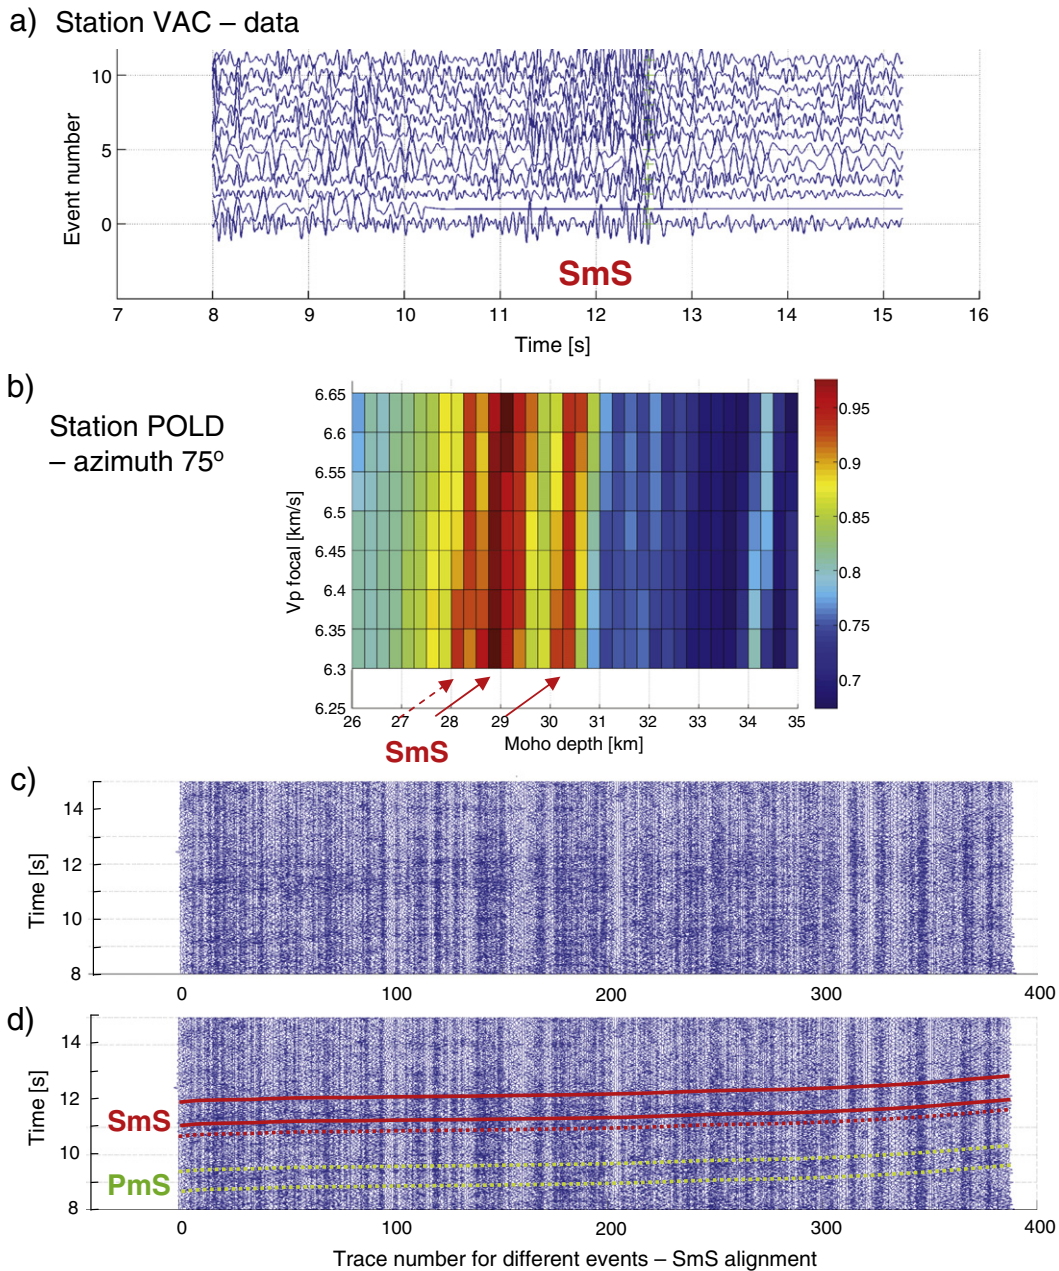 a) Station VAC – data
Event number
10
5
0
SmS
7 8 9 10 11 12 13 14 15 16
Time [s]
b)
Station POLD
– azimuth 75º
Vp focal [km/s]
6.65
6.6
6.55
6.5
6.45
6.4
6.35
6.3
6.25
26 27 28 29 30 31 32 33 34 35
SmS
Moho depth [km]
0.95
0.9
0.85
0.8
0.75
0.7
c)
Time [s]
14
12
10
8
0 100 200 300 400
d)
Time [s]
14
12
10
8
SmS
PmS
0 100 200 300 400
Trace number for different events – SmS alignment